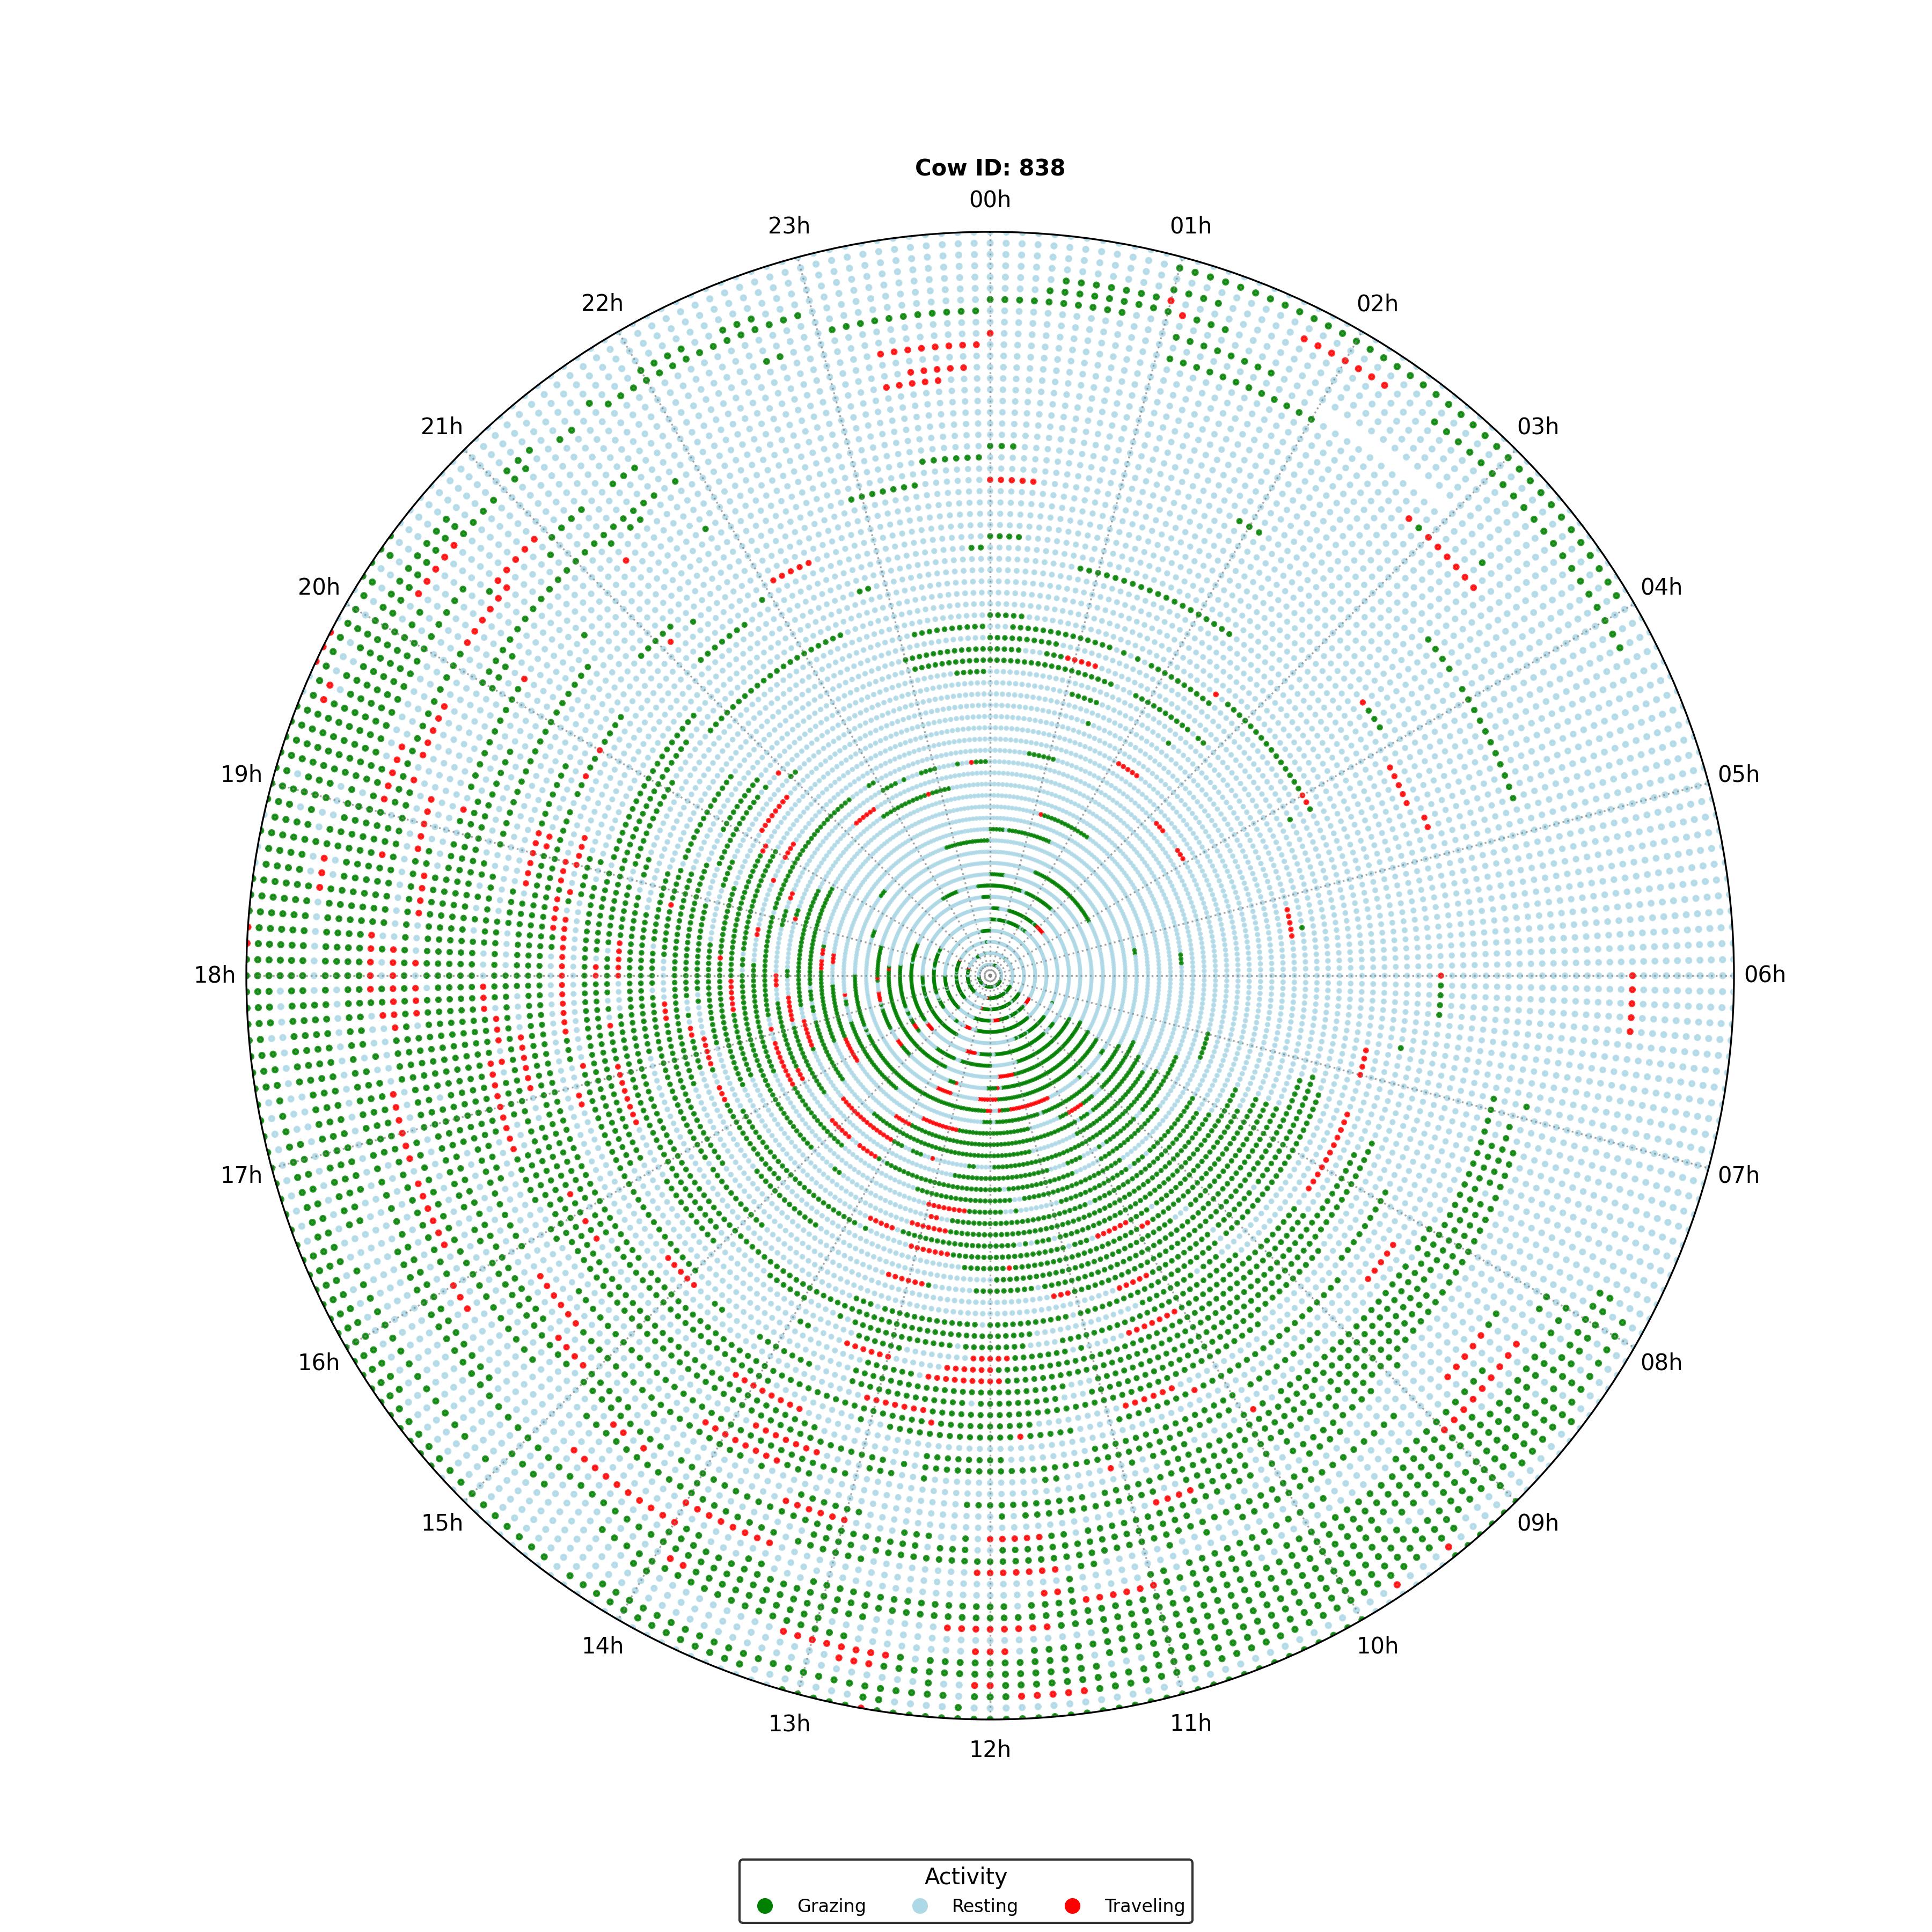 Cow ID: 838
00h
23h
01h
22h
02h
21h
03h
20h
04h
19h
05h
18h
06h
17h
07h
16h
08h
15h
09h
14h
10h
13h
11h
12h
Activity
Grazing Resting Traveling